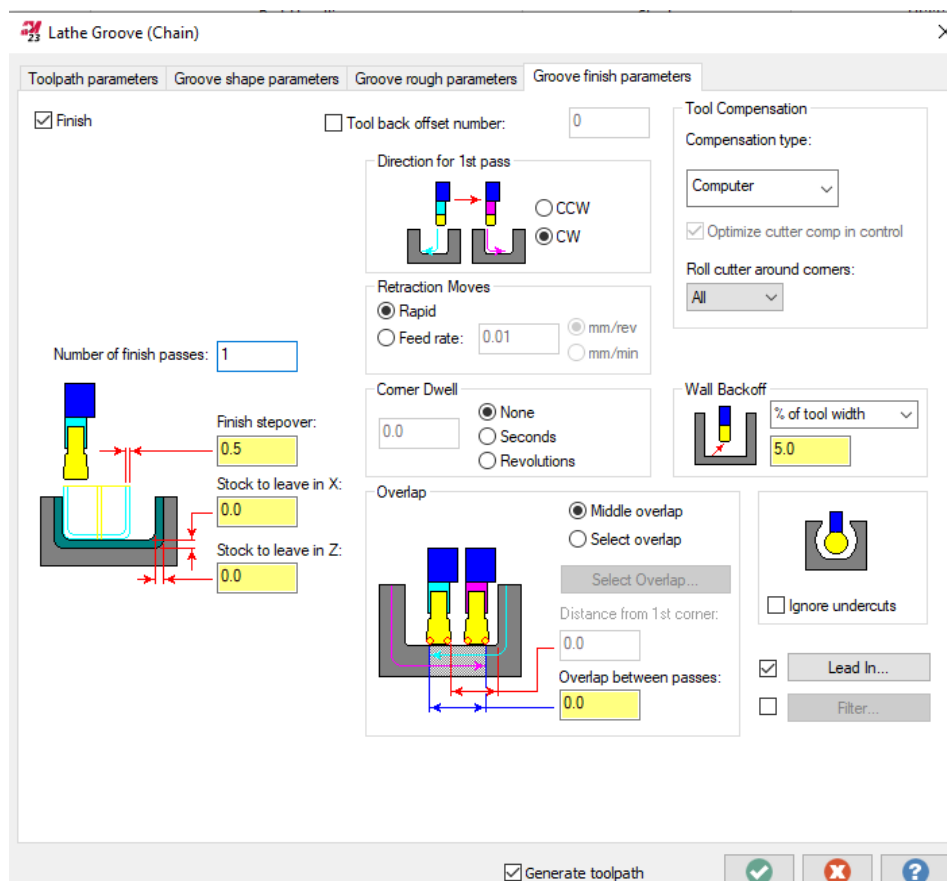 23 Lathe Groove (Chain)
Toolpath parameters Groove shape parameters Groove rough parameters Groove finish parameters
Finish
Tool back offset number: 0
Tool Compensation
Compensation type:
Computer
Optimize cutter comp in control
Roll cutter around corners:
All
Direction for 1st pass
CCW
CW
Retraction Moves
Rapid
Feed rate: 0.01
mm/rev
mm/min
Number of finish passes: 1
Finish stepover:
0.5
Stock to leave in X:
0.0
Stock to leave in Z:
0.0
Corner Dwell
0.0
None
Seconds
Revolutions
Wall Backoff
% of tool width
5.0
Overlap
Middle overlap
Select overlap
Select Overlap...
Distance from 1st corner:
0.0
Overlap between passes:
0.0
Ignore undercuts
Lead In...
Filter...
Generate toolpath
?